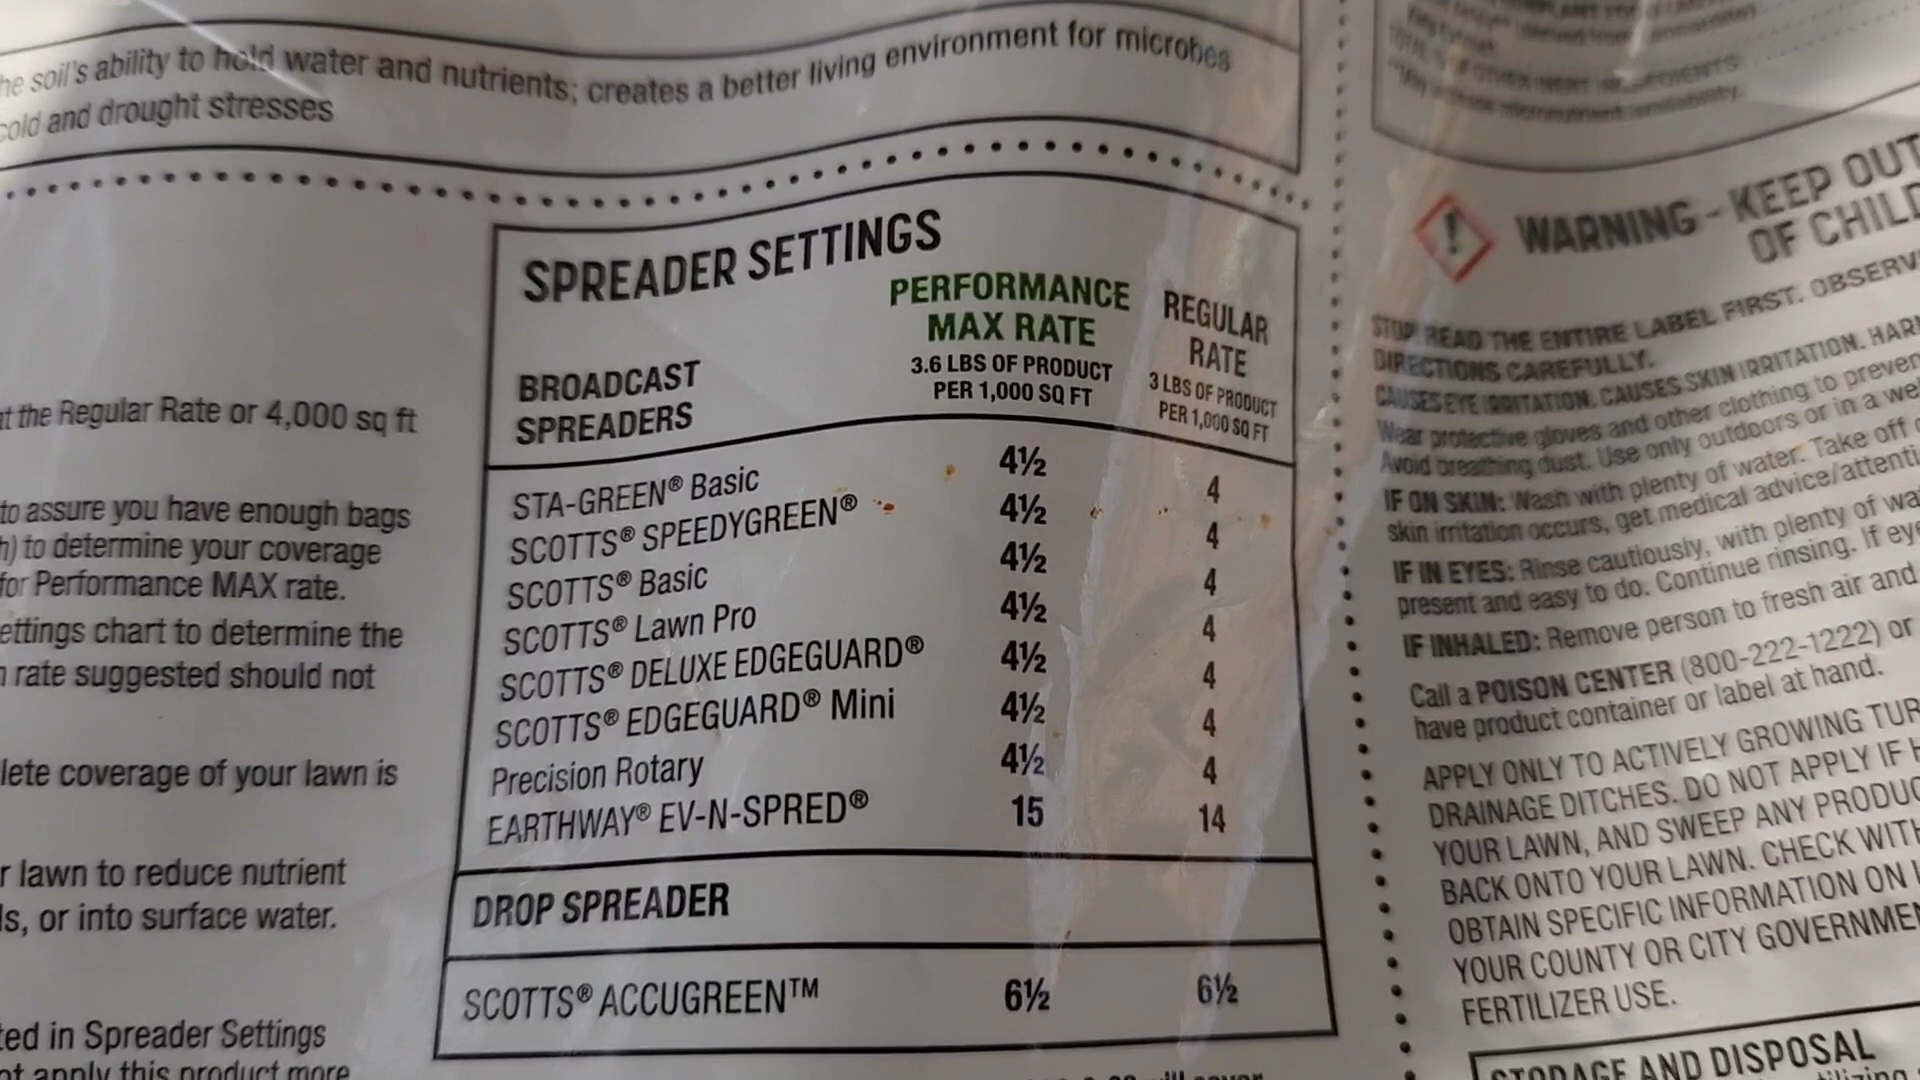 he soil's ability to hold water and nutrients; creates a better living environment for microbes
cold and drought stresses
at the Regular Rate or 4,000 sq ft
to assure you have enough bags
h) to determine your coverage
for Performance MAX rate.
ettings chart to determine the
n rate suggested should not
lete coverage of your lawn is
r lawn to reduce nutrient
ls, or into surface water.
ted in Spreader Settings
ot apply this product more
SPREADER SETTINGS
BROADCAST
SPREADERS
PERFORMANCE
MAX RATE
3.6 LBS OF PRODUCT
PER 1,000 SQ FT
REGULAR
RATE
3 LBS OF PRODUCT
PER 1,000 SQ FT
STA-GREEN® Basic 4½ 4
SCOTTS® SPEEDYGREEN® 4½ 4
SCOTTS® Basic 4½ 4
SCOTTS® Lawn Pro 4½ 4
SCOTTS® DELUXE EDGEGUARD® 4½ 4
SCOTTS® EDGEGUARD® Mini 4½ 4
Precision Rotary 4½ 4
EARTHWAY® EV-N-SPRED® 15 14
DROP SPREADER
SCOTTS® ACCUGREEN™ 6½ 6½
WARNING - KEEP OUT
OF CHILD
STOP READ THE ENTIRE LABEL FIRST. OBSERV
DIRECTIONS CAREFULLY.
CAUSES EYE IRRITATION. CAUSES SKIN IRRITATION. HAR
Wear protective gloves and other clothing to preven
Avoid breathing dust. Use only outdoors or in a wel
IF ON SKIN: Wash with plenty of water. Take off c
skin irritation occurs, get medical advice/attenti
IF IN EYES: Rinse cautiously, with plenty of wa
present and easy to do. Continue rinsing. If eye
IF INHALED: Remove person to fresh air and
Call a POISON CENTER (800-222-1222) or
have product container or label at hand.
APPLY ONLY TO ACTIVELY GROWING TUR
DRAINAGE DITCHES. DO NOT APPLY IF H
YOUR LAWN, AND SWEEP ANY PRODUC
BACK ONTO YOUR LAWN. CHECK WITH
OBTAIN SPECIFIC INFORMATION ON L
YOUR COUNTY OR CITY GOVERNMEN
FERTILIZER USE.
STORAGE AND DISPOSAL